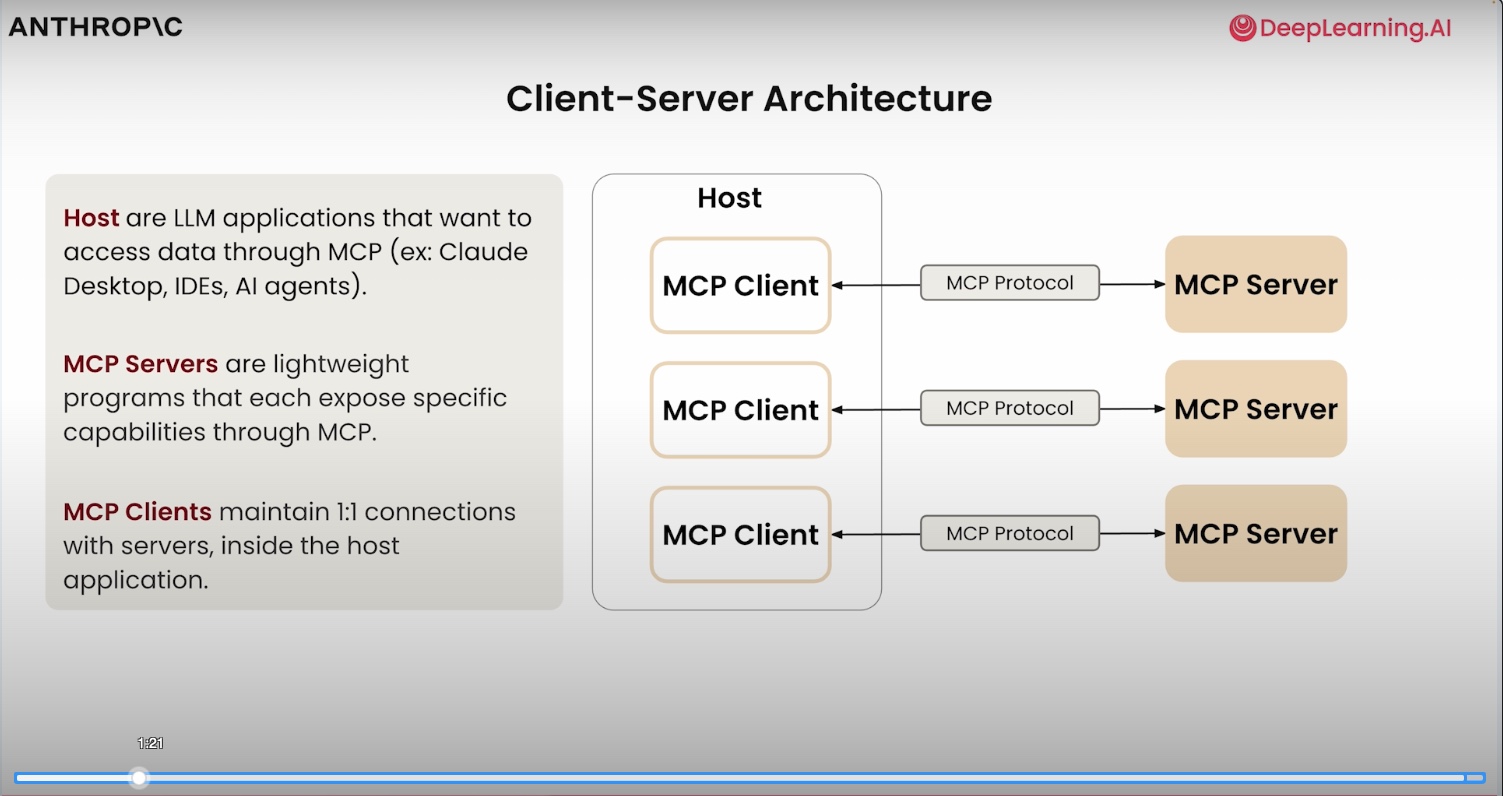 ANTHROP\C
DeepLearning.AI
Client-Server Architecture
Host are LLM applications that want to
access data through MCP (ex: Claude
Desktop, IDEs, AI agents).
MCP Servers are lightweight
programs that each expose specific
capabilities through MCP.
MCP Clients maintain 1:1 connections
with servers, inside the host
application.
Host
MCP Client
MCP Protocol
MCP Server
MCP Client
MCP Protocol
MCP Server
MCP Client
MCP Protocol
MCP Server
1:21